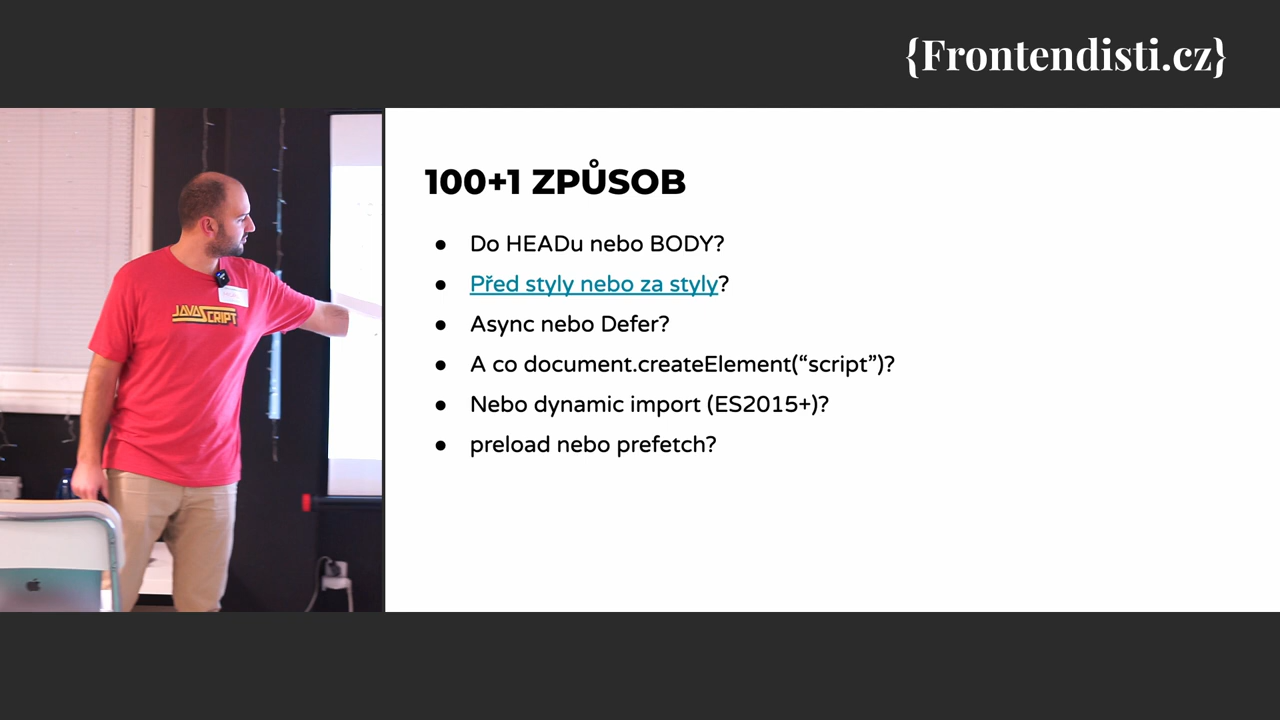 {Frontendisti.cz}
100+1 ZPŮSOB
● Do HEADu nebo BODY?
● Před styly nebo za styly?
● Async nebo Defer?
● A co document.createElement(“script”)?
● Nebo dynamic import (ES2015+)?
● preload nebo prefetch?
JAVASCRIPT